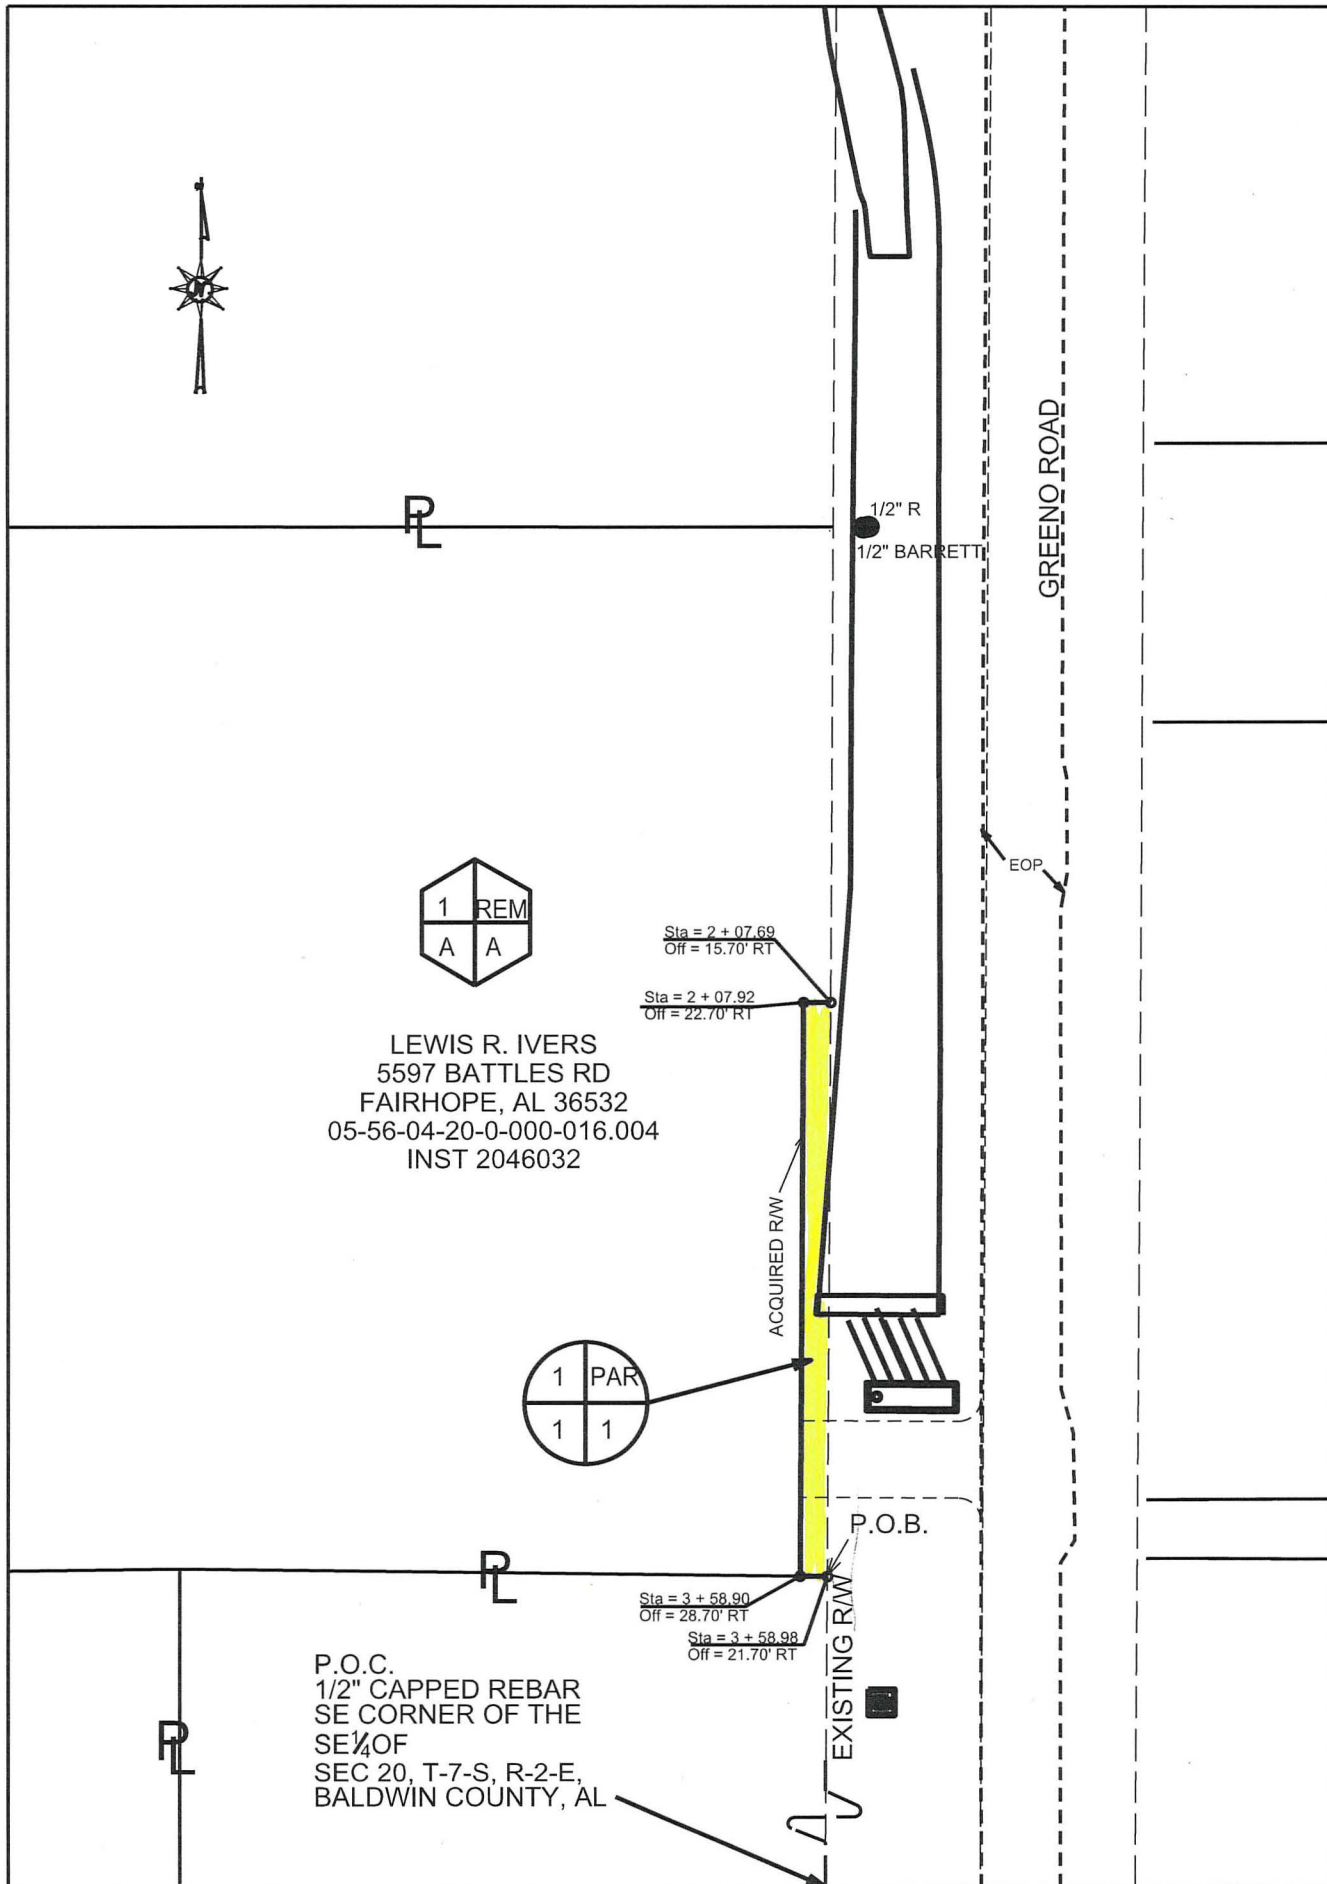 N
PL
1/2" R
1/2" BARRETT
GREENO ROAD
EOP
1 REM
A A
Sta = 2 + 07.69
Off = 15.70' RT
Sta = 2 + 07.92
Off = 22.70' RT
LEWIS R. IVERS
5597 BATTLES RD
FAIRHOPE, AL 36532
05-56-04-20-0-000-016.004
INST 2046032
ACQUIRED R/W
1 PAR
1 1
P.O.B.
PL
Sta = 3 + 58.90
Off = 28.70' RT
Sta = 3 + 58.98
Off = 21.70' RT
EXISTING R/W
P.O.C.
1/2" CAPPED REBAR
SE CORNER OF THE
SE¼OF
SEC 20, T-7-S, R-2-E,
BALDWIN COUNTY, AL
PL